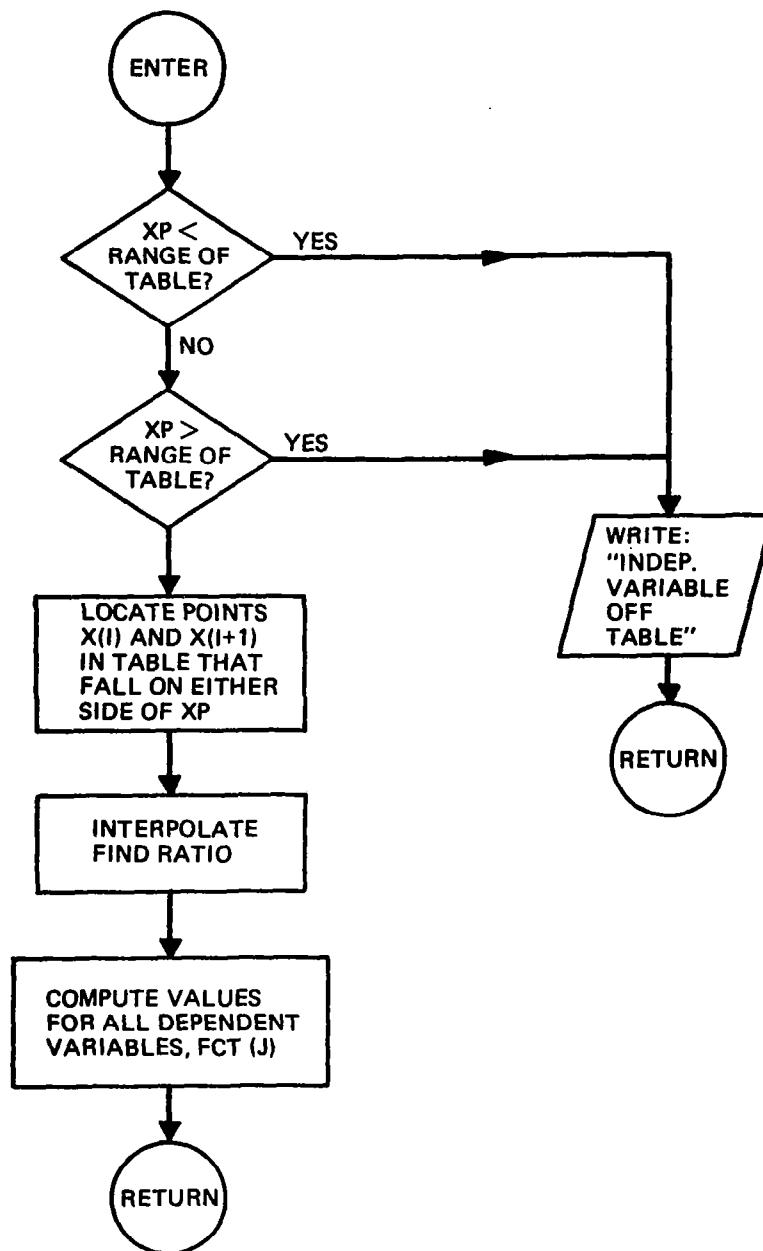 ENTER
XP <
RANGE OF
TABLE?
YES
NO
XP >
RANGE OF
TABLE?
YES
WRITE:
"INDEP.
VARIABLE
OFF
TABLE"
RETURN
LOCATE POINTS
X(I) AND X(I+1)
IN TABLE THAT
FALL ON EITHER
SIDE OF XP
INTERPOLATE
FIND RATIO
COMPUTE VALUES
FOR ALL DEPENDENT
VARIABLES, FCT (J)
RETURN